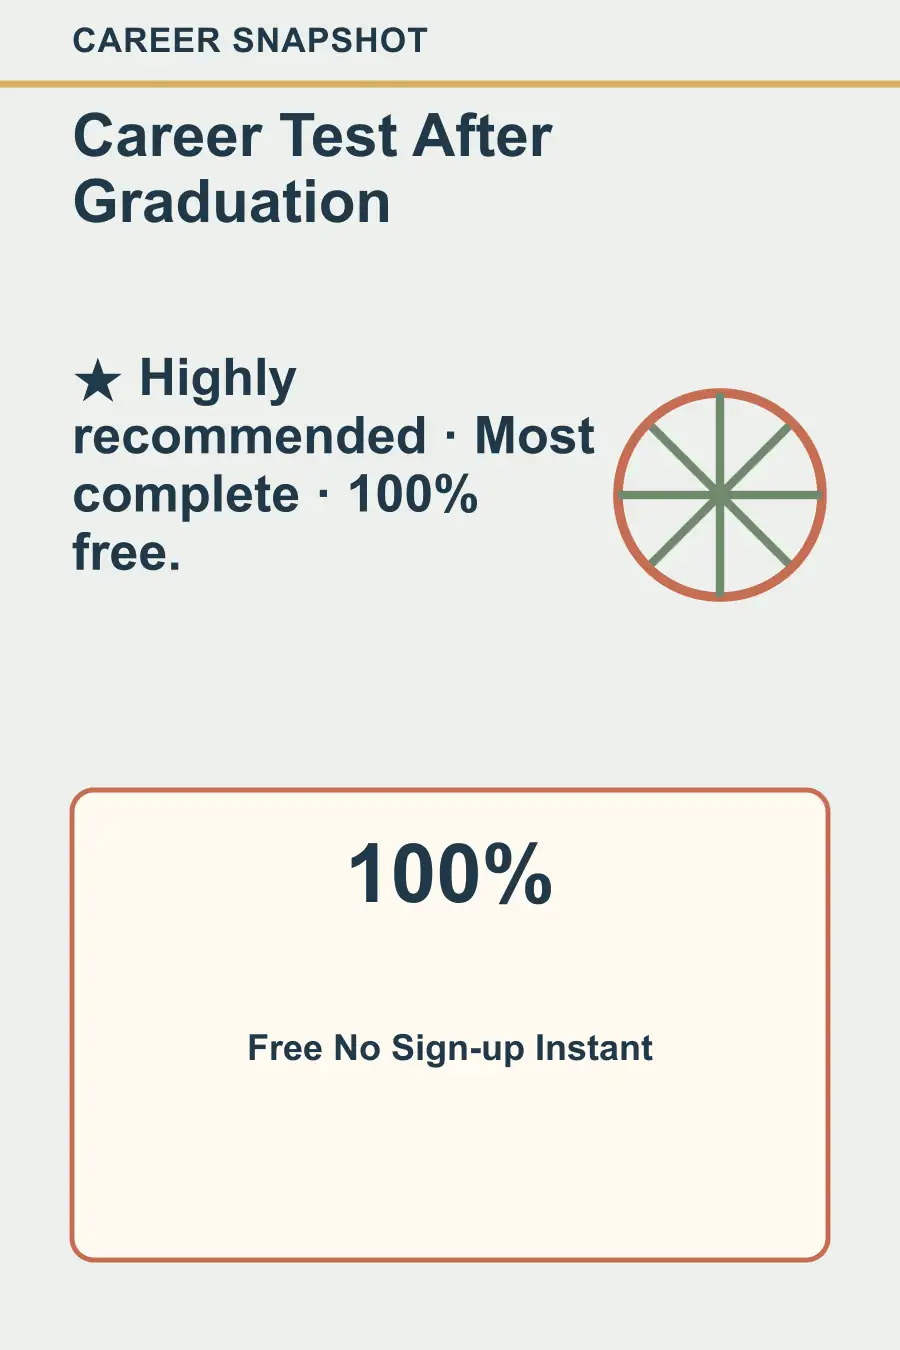 CAREER SNAPSHOT
Career Test After
Graduation
★ Highly
recommended · Most
complete · 100%
free.
100%
Free No Sign-up Instant